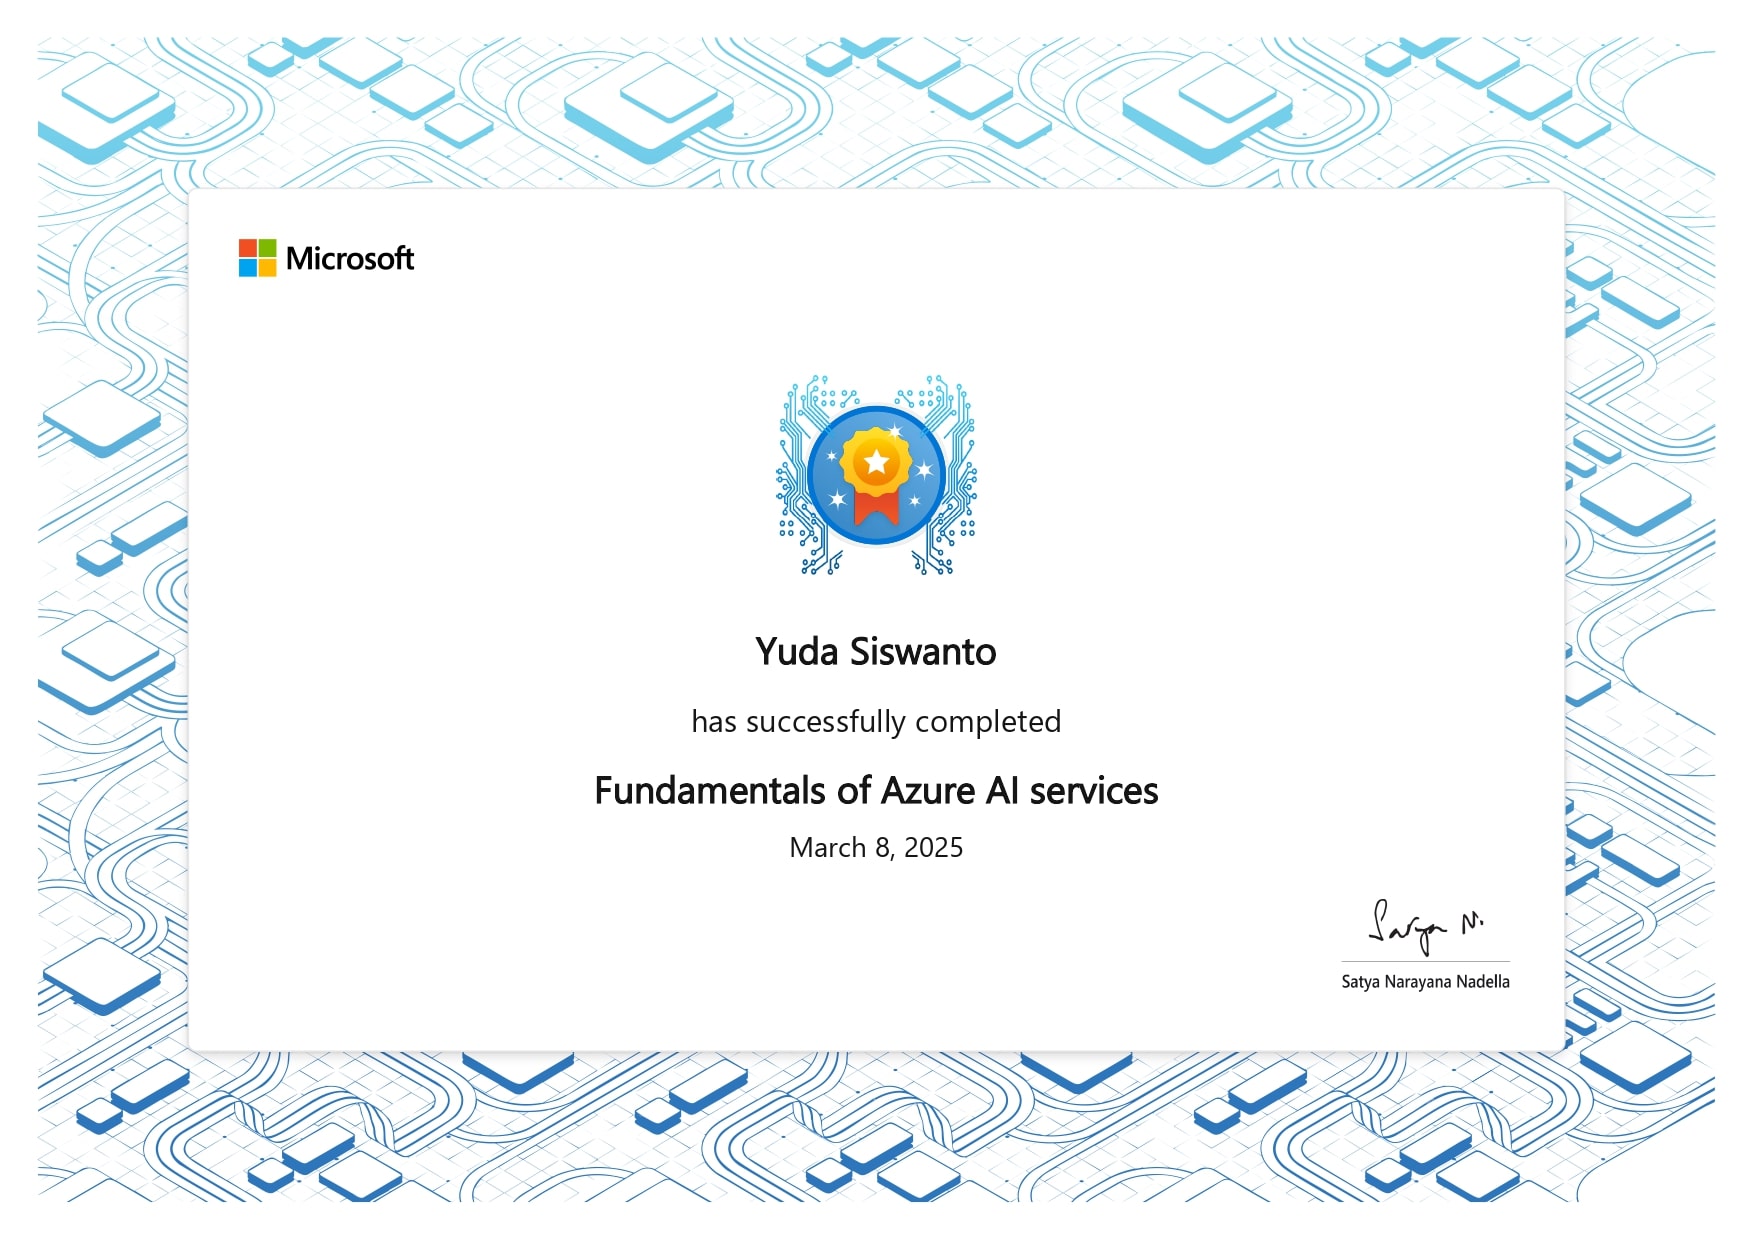 Microsoft
Yuda Siswanto
has successfully completed
Fundamentals of Azure AI services
March 8, 2025
Satya N.
Satya Narayana Nadella